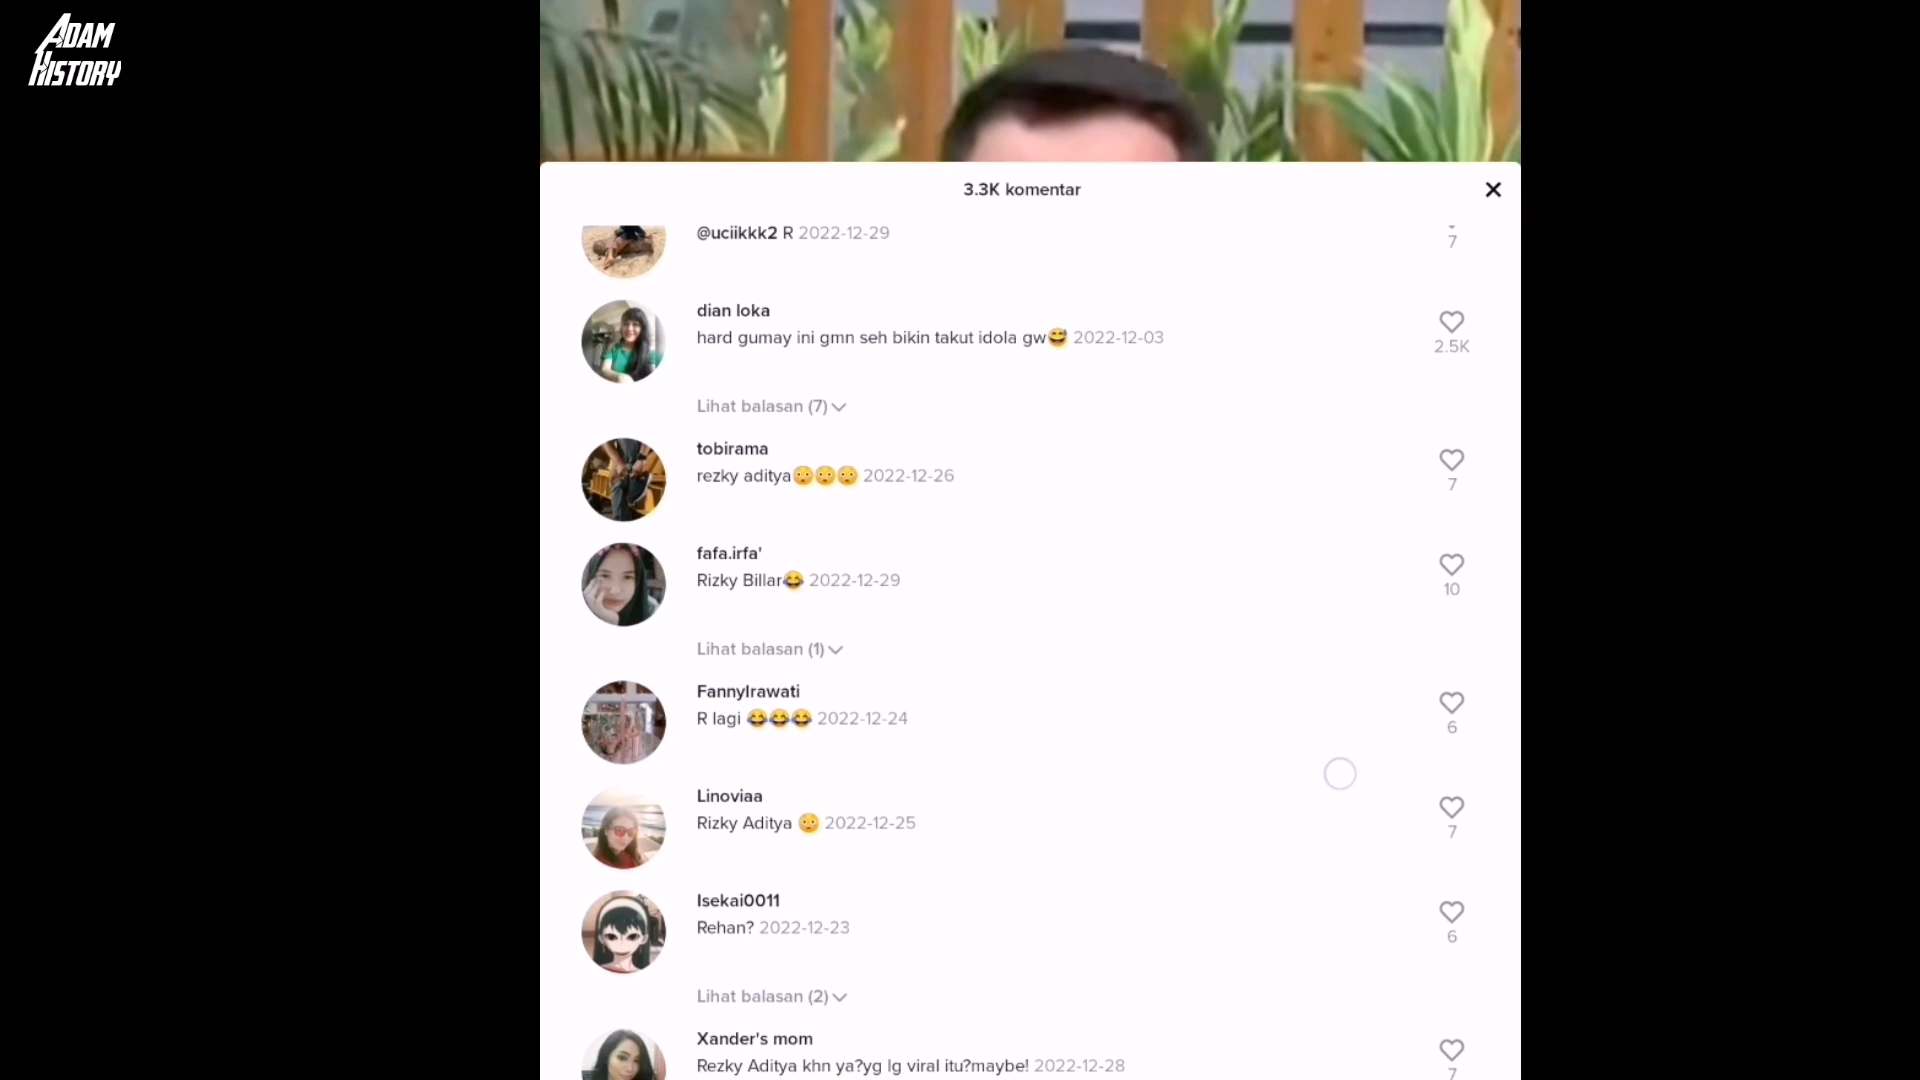 ADAM
HISTORY
3.3K komentar
@uciikkk2 R 2022-12-29
7
dian loka
hard gumay ini gmn seh bikin takut idola gw😅 2022-12-03
2.5K
Lihat balasan (7)
tobirama
rezky aditya😳😳😳 2022-12-26
7
fafa.irfa'
Rizky Billar😂 2022-12-29
10
Lihat balasan (1)
FannyIrawati
R lagi 😂😂😂 2022-12-24
6
Linoviaa
Rizky Aditya 😳 2022-12-25
7
Isekai0011
Rehan? 2022-12-23
6
Lihat balasan (2)
Xander's mom
Rezky Aditya khn ya?yg lg viral itu?maybe! 2022-12-28
7